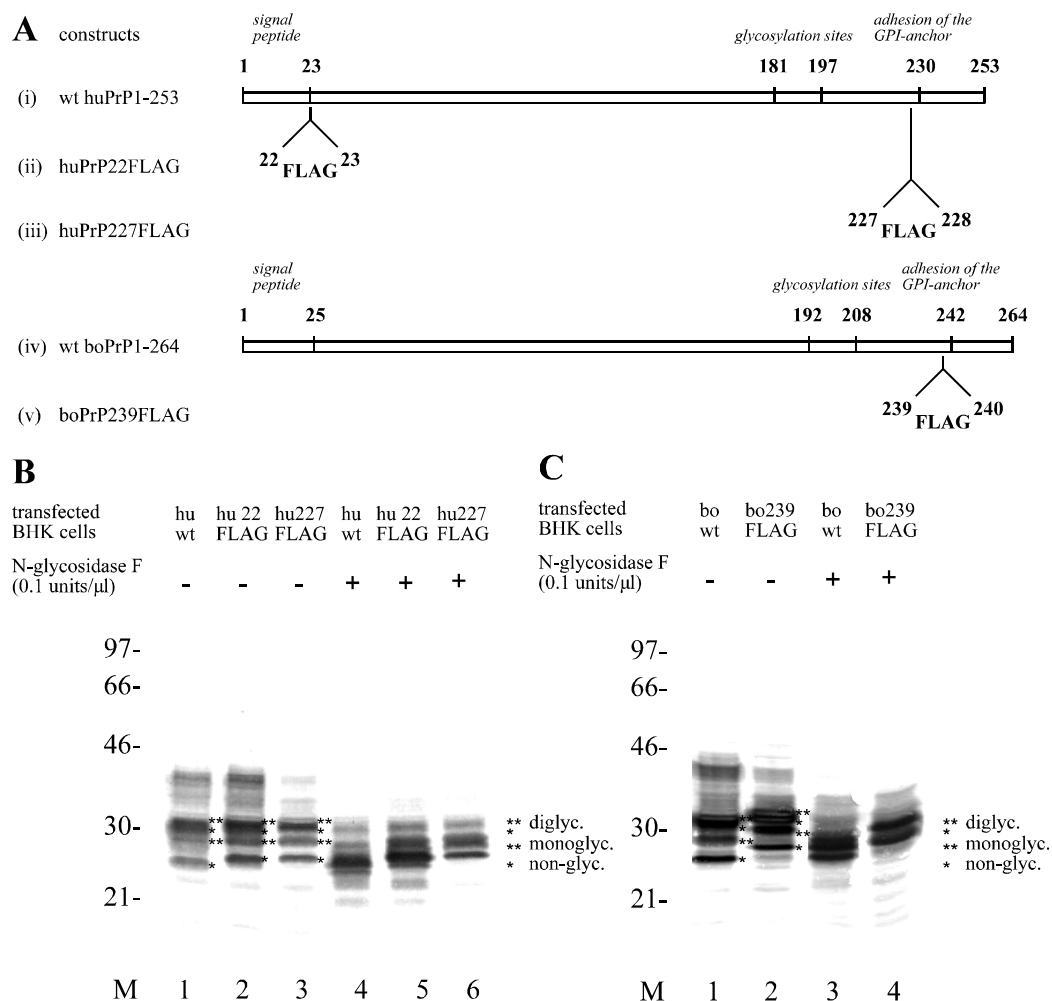 A constructs signal peptide glycosylation sites adhesion of the GPI-anchor
1 23 181 197 230 253
(i) wt huPrP1-253
22 FLAG 23
(ii) huPrP22FLAG
227 FLAG 228
(iii) huPrP227FLAG
signal peptide glycosylation sites adhesion of the GPI-anchor
1 25 192 208 242 264
(iv) wt boPrP1-264
239 FLAG 240
(v) boPrP239FLAG
B
transfected hu hu 22 hu227 hu hu 22 hu227
BHK cells wt FLAG FLAG wt FLAG FLAG
N-glycosidase F
(0.1 units/µl) - - - + + +
97-
66-
46-
30-
21-
** diglyc.
*
** monoglyc.
* non-glyc.
M 1 2 3 4 5 6
C
transfected bo bo239 bo bo239
BHK cells wt FLAG wt FLAG
N-glycosidase F
(0.1 units/µl) - - + +
97-
66-
46-
30-
21-
** diglyc.
*
** monoglyc.
* non-glyc.
M 1 2 3 4